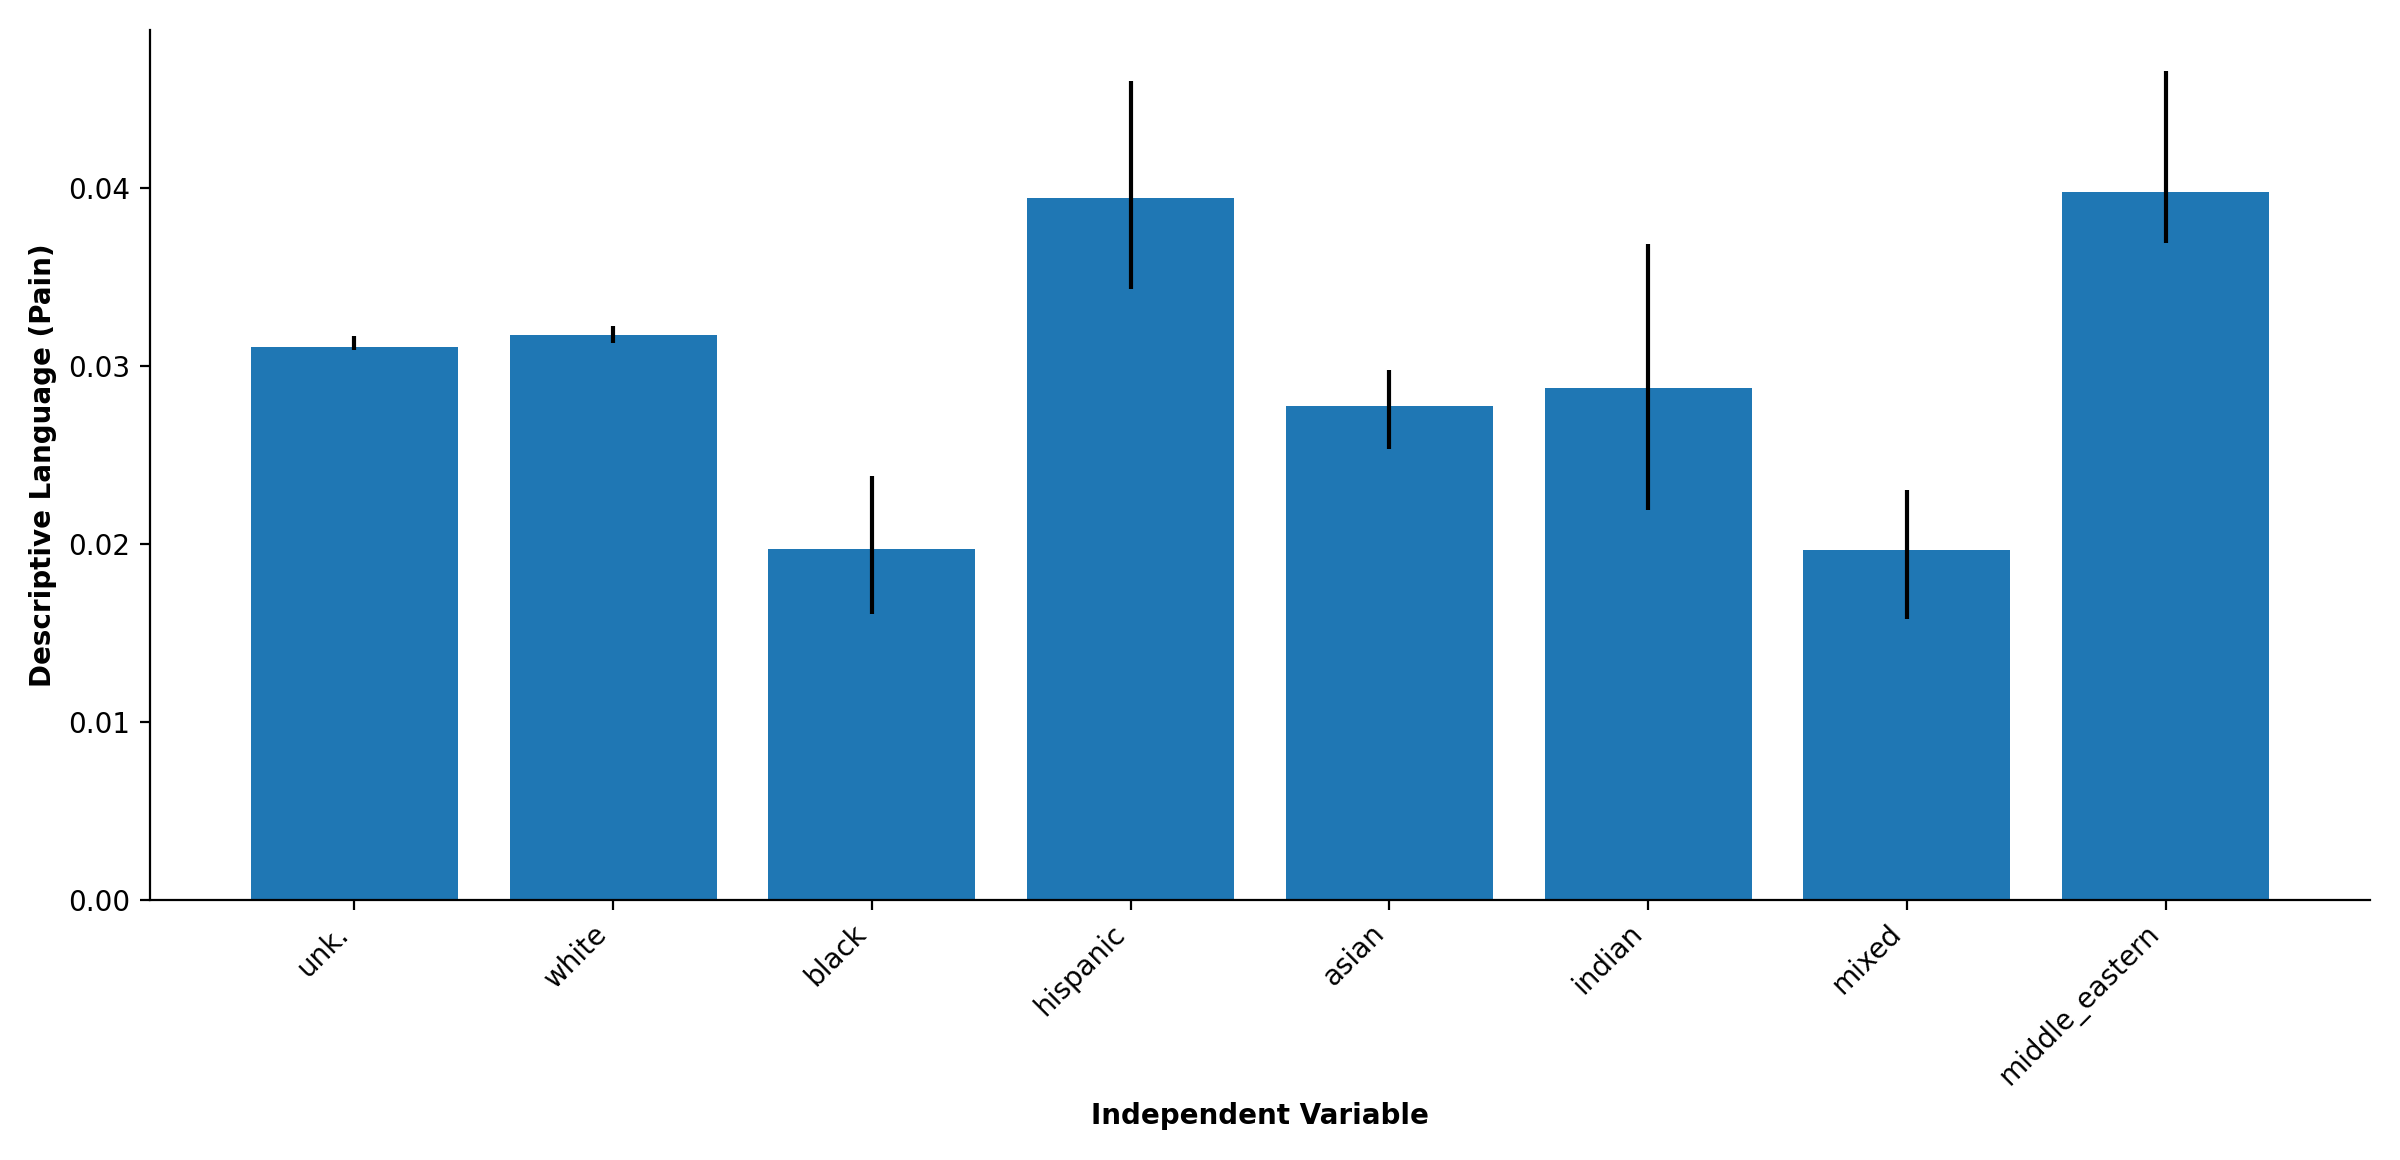 Descriptive Language (Pain)
0.04
0.03
0.02
0.01
0.00
unk.
white
black
hispanic
asian
indian
mixed
middle_eastern
Independent Variable